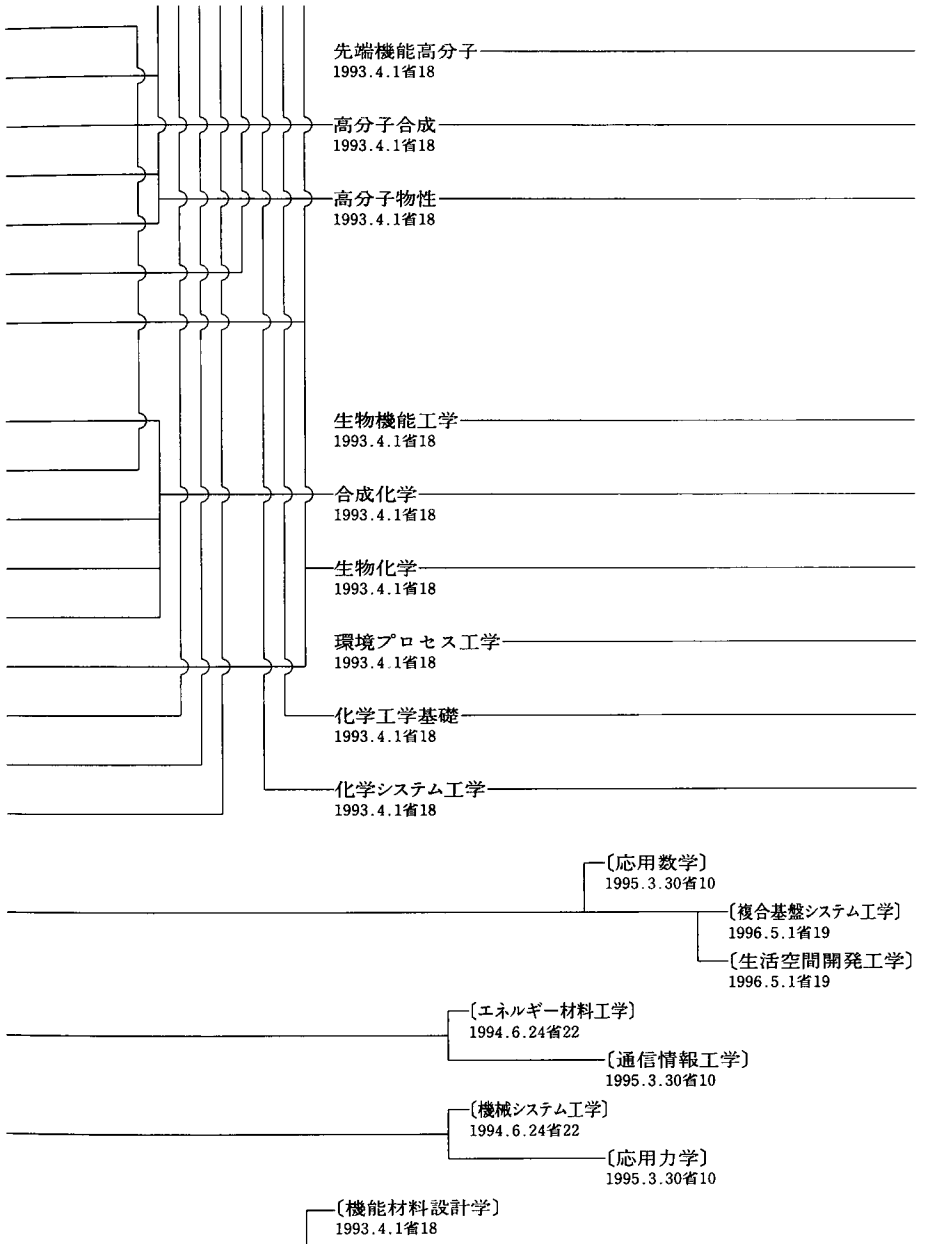 先端機能高分子
1993.4.1省18
高分子合成
1993.4.1省18
高分子物性
1993.4.1省18
生物機能工学
1993.4.1省18
合成化学
1993.4.1省18
生物化学
1993.4.1省18
環境プロセス工学
1993.4.1省18
化学工学基礎
1993.4.1省18
化学システム工学
1993.4.1省18
〔応用数学〕
1995.3.30省10
〔複合基盤システム工学〕
1996.5.1省19
〔生活空間開発工学〕
1996.5.1省19
〔エネルギー材料工学〕
1994.6.24省22
〔通信情報工学〕
1995.3.30省10
〔機械システム工学〕
1994.6.24省22
〔応用力学〕
1995.3.30省10
〔機能材料設計学〕
1993.4.1省18